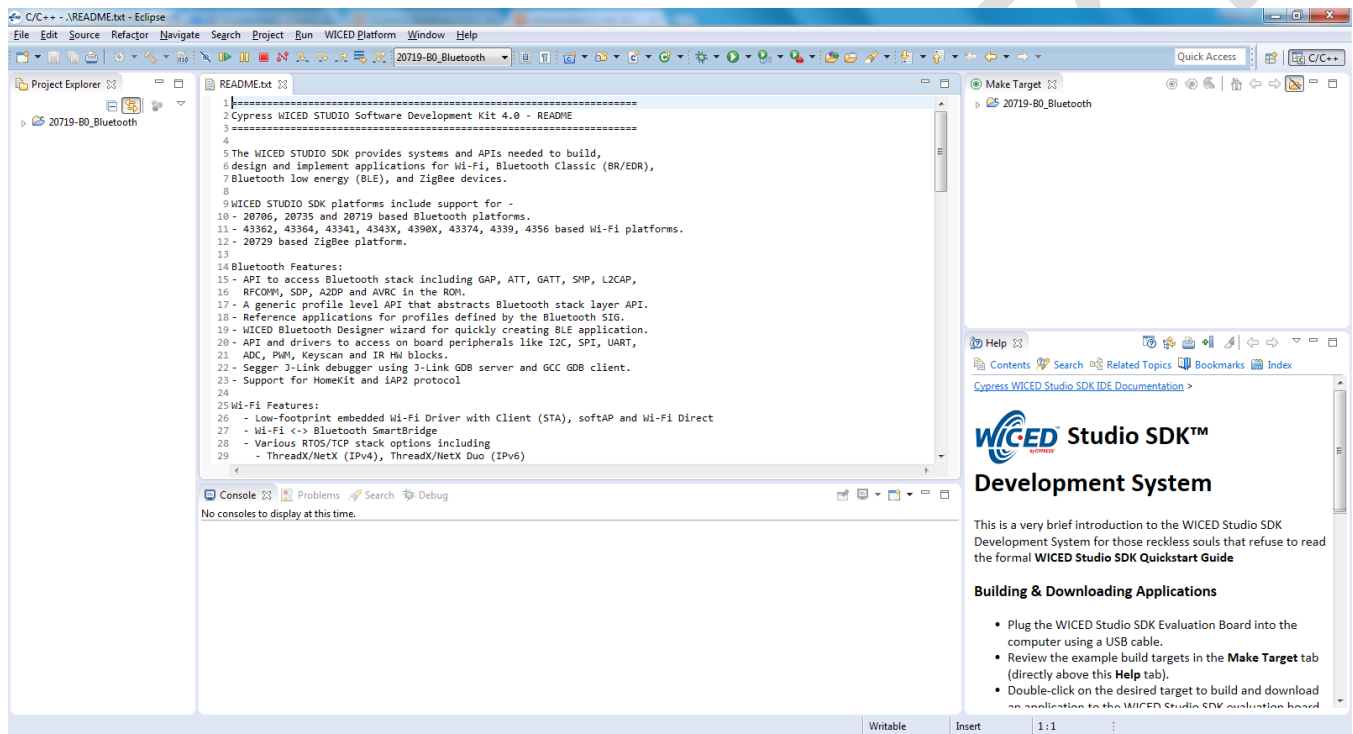 C/C++ - .\README.txt - Eclipse
File Edit Source Refactor Navigate Search Project Run WICED Platform Window Help
20719-B0_Bluetooth
Quick Access
C/C++
Project Explorer
20719-B0_Bluetooth
README.txt
1 =====================================================================
2 Cypress WICED STUDIO Software Development Kit 4.0 - README
3 =====================================================================
4
5 The WICED STUDIO SDK provides systems and APIs needed to build,
6 design and implement applications for Wi-Fi, Bluetooth Classic (BR/EDR),
7 Bluetooth low energy (BLE), and ZigBee devices.
8
9 WICED STUDIO SDK platforms include support for -
10 - 20706, 20735 and 20719 based Bluetooth platforms.
11 - 43362, 43364, 43341, 4343X, 4390X, 43374, 4339, 4356 based Wi-Fi platforms.
12 - 20729 based ZigBee platform.
13
14 Bluetooth Features:
15 - API to access Bluetooth stack including GAP, ATT, GATT, SMP, L2CAP,
16   RFCOMM, SDP, A2DP and AVRC in the ROM.
17 - A generic profile level API that abstracts Bluetooth stack layer API.
18 - Reference applications for profiles defined by the Bluetooth SIG.
19 - WICED Bluetooth Designer wizard for quickly creating BLE application.
20 - API and drivers to access on board peripherals like I2C, SPI, UART,
21   ADC, PWM, Keyscan and IR HW blocks.
22 - Segger J-Link debugger using J-Link GDB server and GCC GDB client.
23 - Support for HomeKit and iAP2 protocol
24
25 Wi-Fi Features:
26   - Low-footprint embedded Wi-Fi Driver with Client (STA), softAP and Wi-Fi Direct
27   - Wi-Fi <-> Bluetooth SmartBridge
28   - Various RTOS/TCP stack options including
29     - ThreadX/NetX (IPv4), ThreadX/NetX Duo (IPv6)
Console Problems Search Debug
No consoles to display at this time.
Make Target
20719-B0_Bluetooth
Help
Contents Search Related Topics Bookmarks Index
Cypress WICED Studio SDK IDE Documentation >
WICED by CYPRESS Studio SDK™
Development System
This is a very brief introduction to the WICED Studio SDK
Development System for those reckless souls that refuse to read
the formal WICED Studio SDK Quickstart Guide
Building & Downloading Applications
• Plug the WICED Studio SDK Evaluation Board into the
computer using a USB cable.
• Review the example build targets in the Make Target tab
(directly above this Help tab).
• Double-click on the desired target to build and download
an application to the WICED Studio SDK evaluation board
Writable Insert 1:1